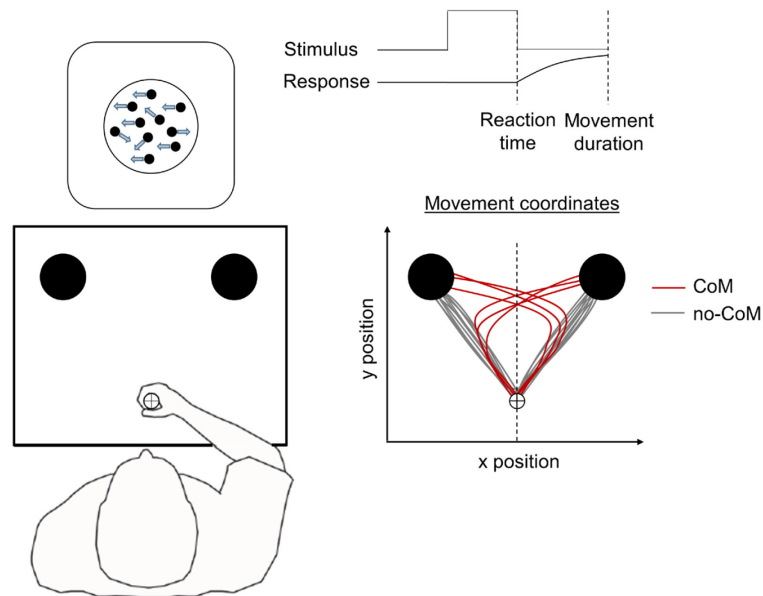 Stimulus
Response
Reaction
time
Movement
duration
Movement coordinates
CoM
no-CoM
y position
x position